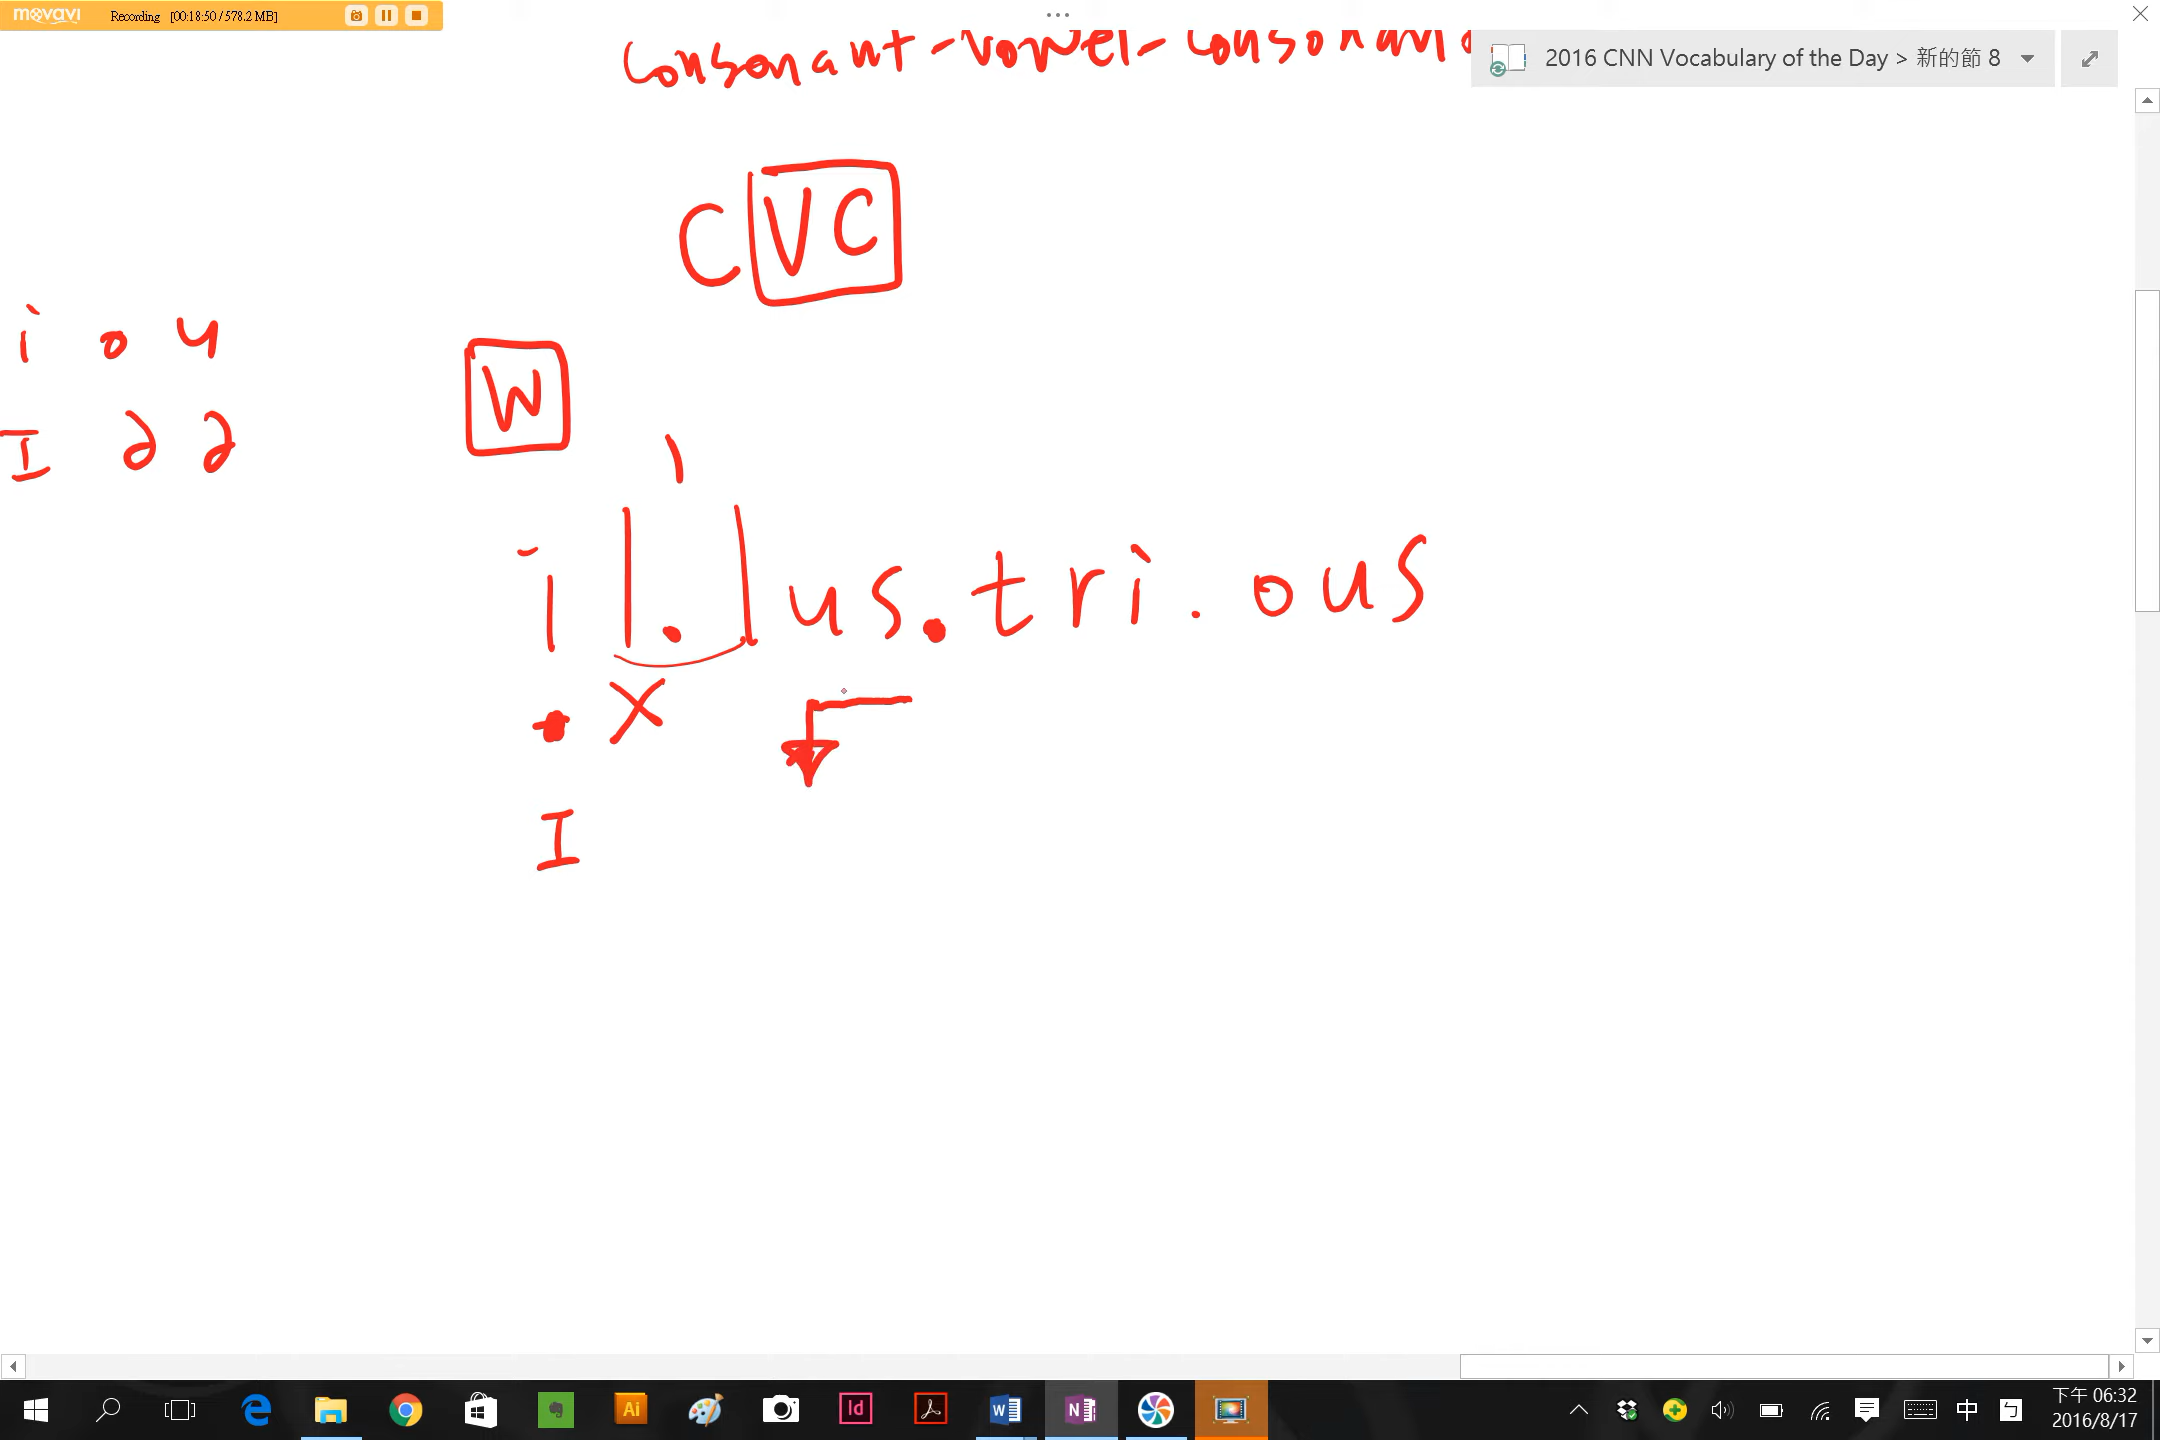 movavi Recording [00:18:50 / 578.2 MB]
consonant-vowel-consonant
2016 CNN Vocabulary of the Day > 新的節 8
C VC
i o u
W
I ə ə
il.lus.tri.ous
X
I
下午 06:32
中
2016/8/17